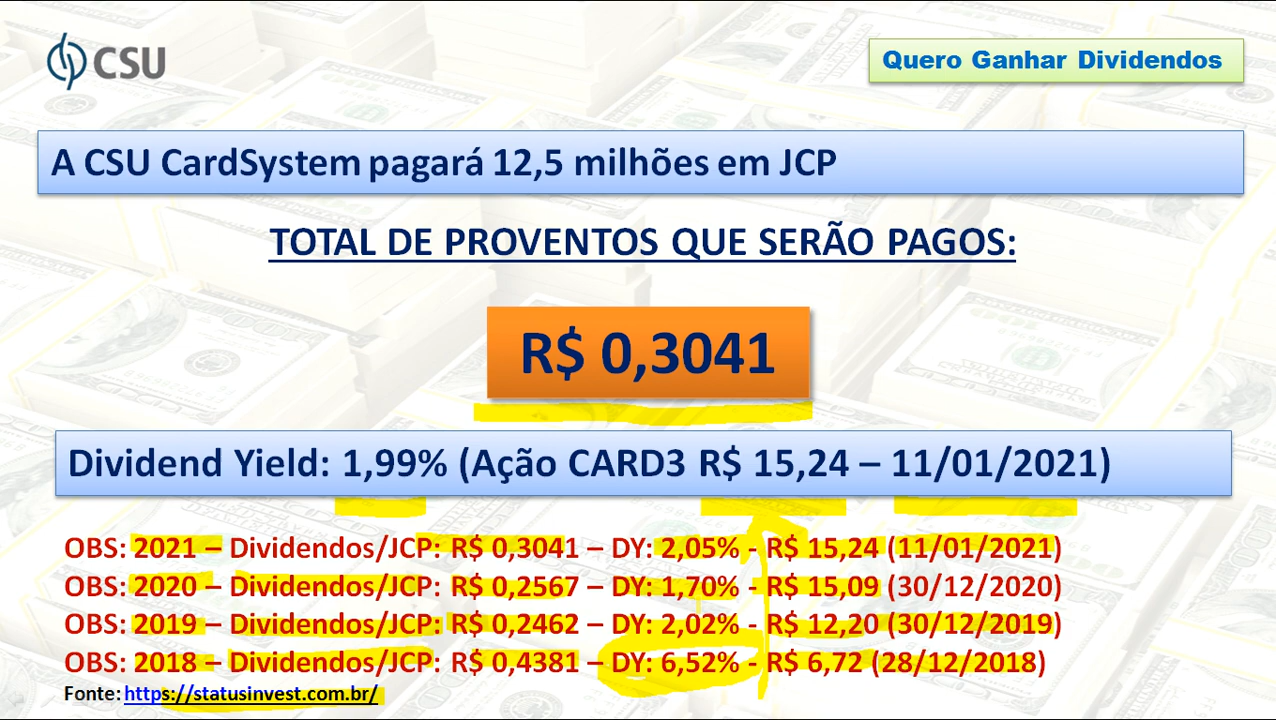 CSU
Quero Ganhar Dividendos
A CSU CardSystem pagará 12,5 milhões em JCP
TOTAL DE PROVENTOS QUE SERÃO PAGOS:
R$ 0,3041
Dividend Yield: 1,99% (Ação CARD3 R$ 15,24 – 11/01/2021)
OBS: 2021 – Dividendos/JCP: R$ 0,3041 – DY: 2,05% - R$ 15,24 (11/01/2021)
OBS: 2020 – Dividendos/JCP: R$ 0,2567 – DY: 1,70% - R$ 15,09 (30/12/2020)
OBS: 2019 – Dividendos/JCP: R$ 0,2462 – DY: 2,02% - R$ 12,20 (30/12/2019)
OBS: 2018 – Dividendos/JCP: R$ 0,4381 – DY: 6,52% - R$ 6,72 (28/12/2018)
Fonte: https://statusinvest.com.br/